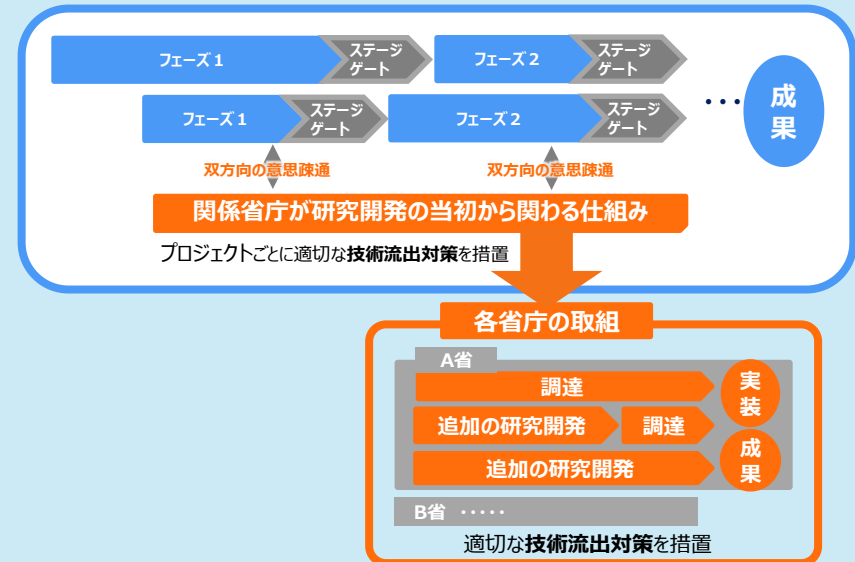 フェーズ1
ステージ
ゲート
フェーズ2
ステージ
ゲート
フェーズ1
ステージ
ゲート
フェーズ2
ステージ
ゲート
・・・
成
果
双方向の意思疎通
双方向の意思疎通
関係省庁が研究開発の当初から関わる仕組み
プロジェクトごとに適切な技術流出対策を措置
各省庁の取組
A省
調達
実
装
追加の研究開発
調達
追加の研究開発
成
果
B省 ・・・・・
適切な技術流出対策を措置